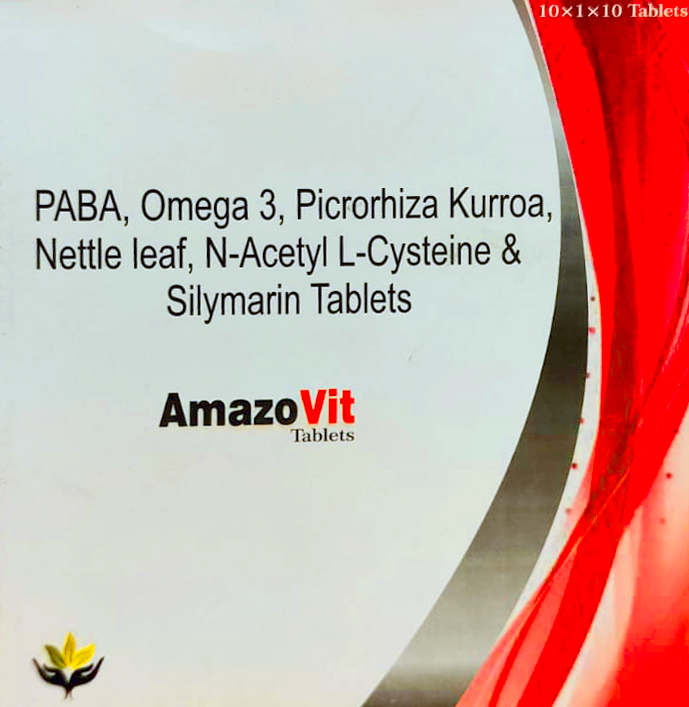 10×1×10 Tablets
PABA, Omega 3, Picrorhiza Kurroa,
Nettle leaf, N-Acetyl L-Cysteine &
Silymarin Tablets
AmazoVit
Tablets